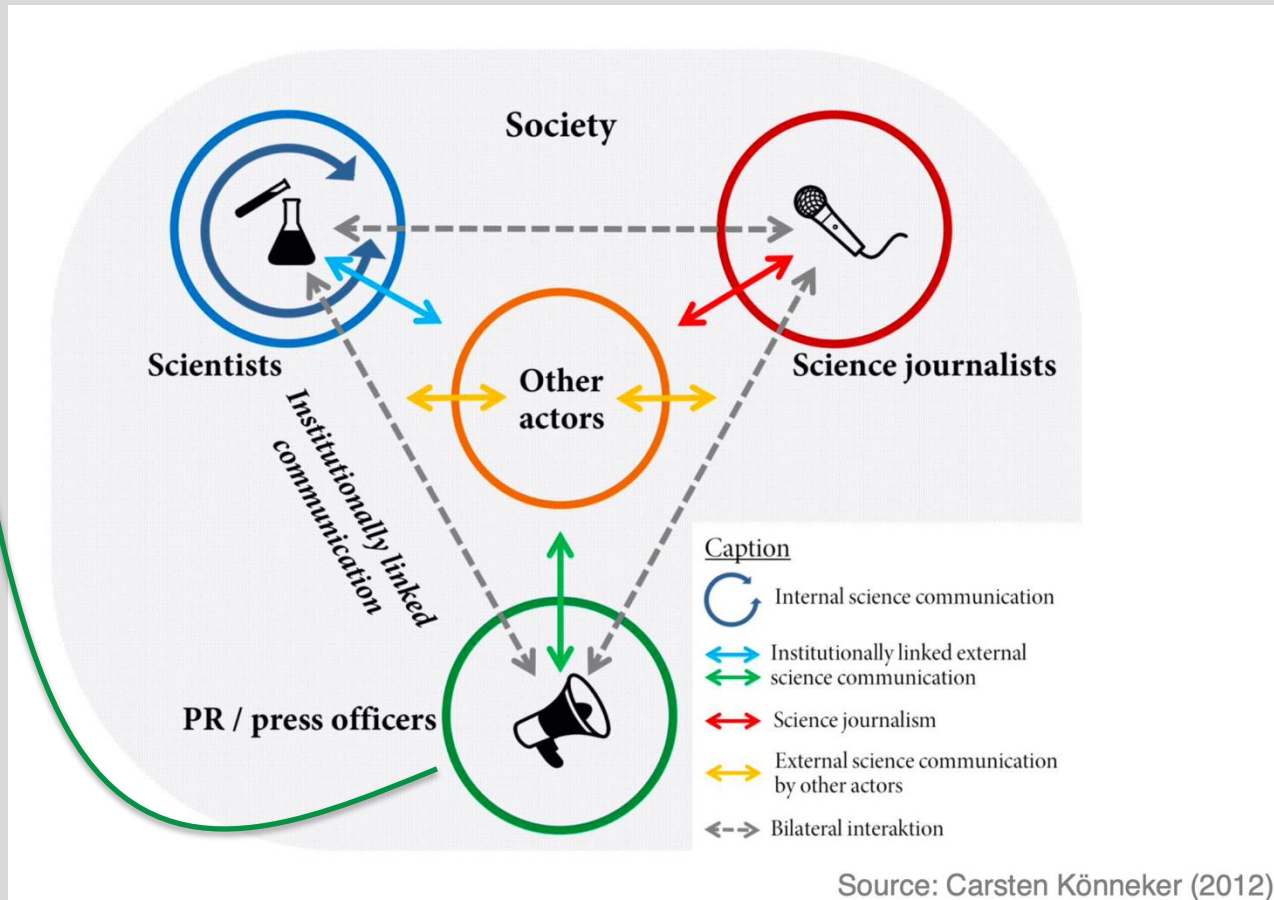 Society
Scientists
Science journalists
Other
actors
Institutionally linked
communication
PR / press officers
Caption
Internal science communication
Institutionally linked external
science communication
Science journalism
External science communication
by other actors
Bilateral interaktion
Source: Carsten Könneker (2012)